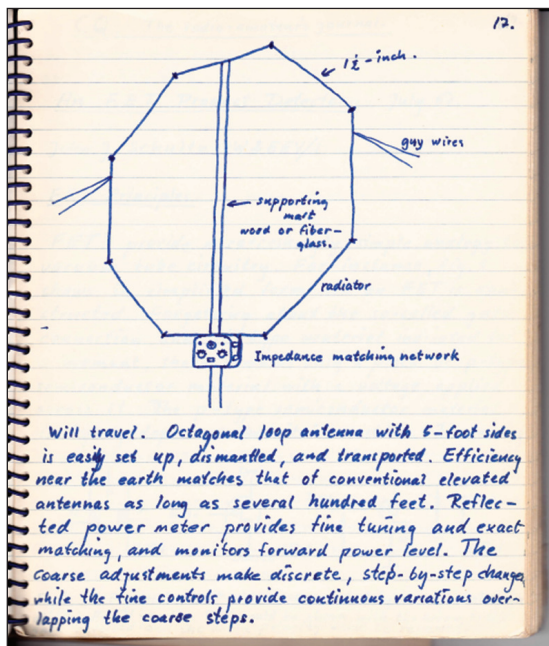 17.
1½-inch.
guy wires
supporting
mast
wood or fiber-
glass.
radiator
Impedance matching network
Will travel. Octagonal loop antenna with 5-foot sides
is easily set up, dismantled, and transported. Efficiency
near the earth matches that of conventional elevated
antennas as long as several hundred feet. Reflec-
ted power meter provides fine tuning and exact
matching, and monitors forward power level. The
coarse adjustments make discrete, step-by-step changes
while the fine controls provide continuous variations over-
lapping the coarse steps.